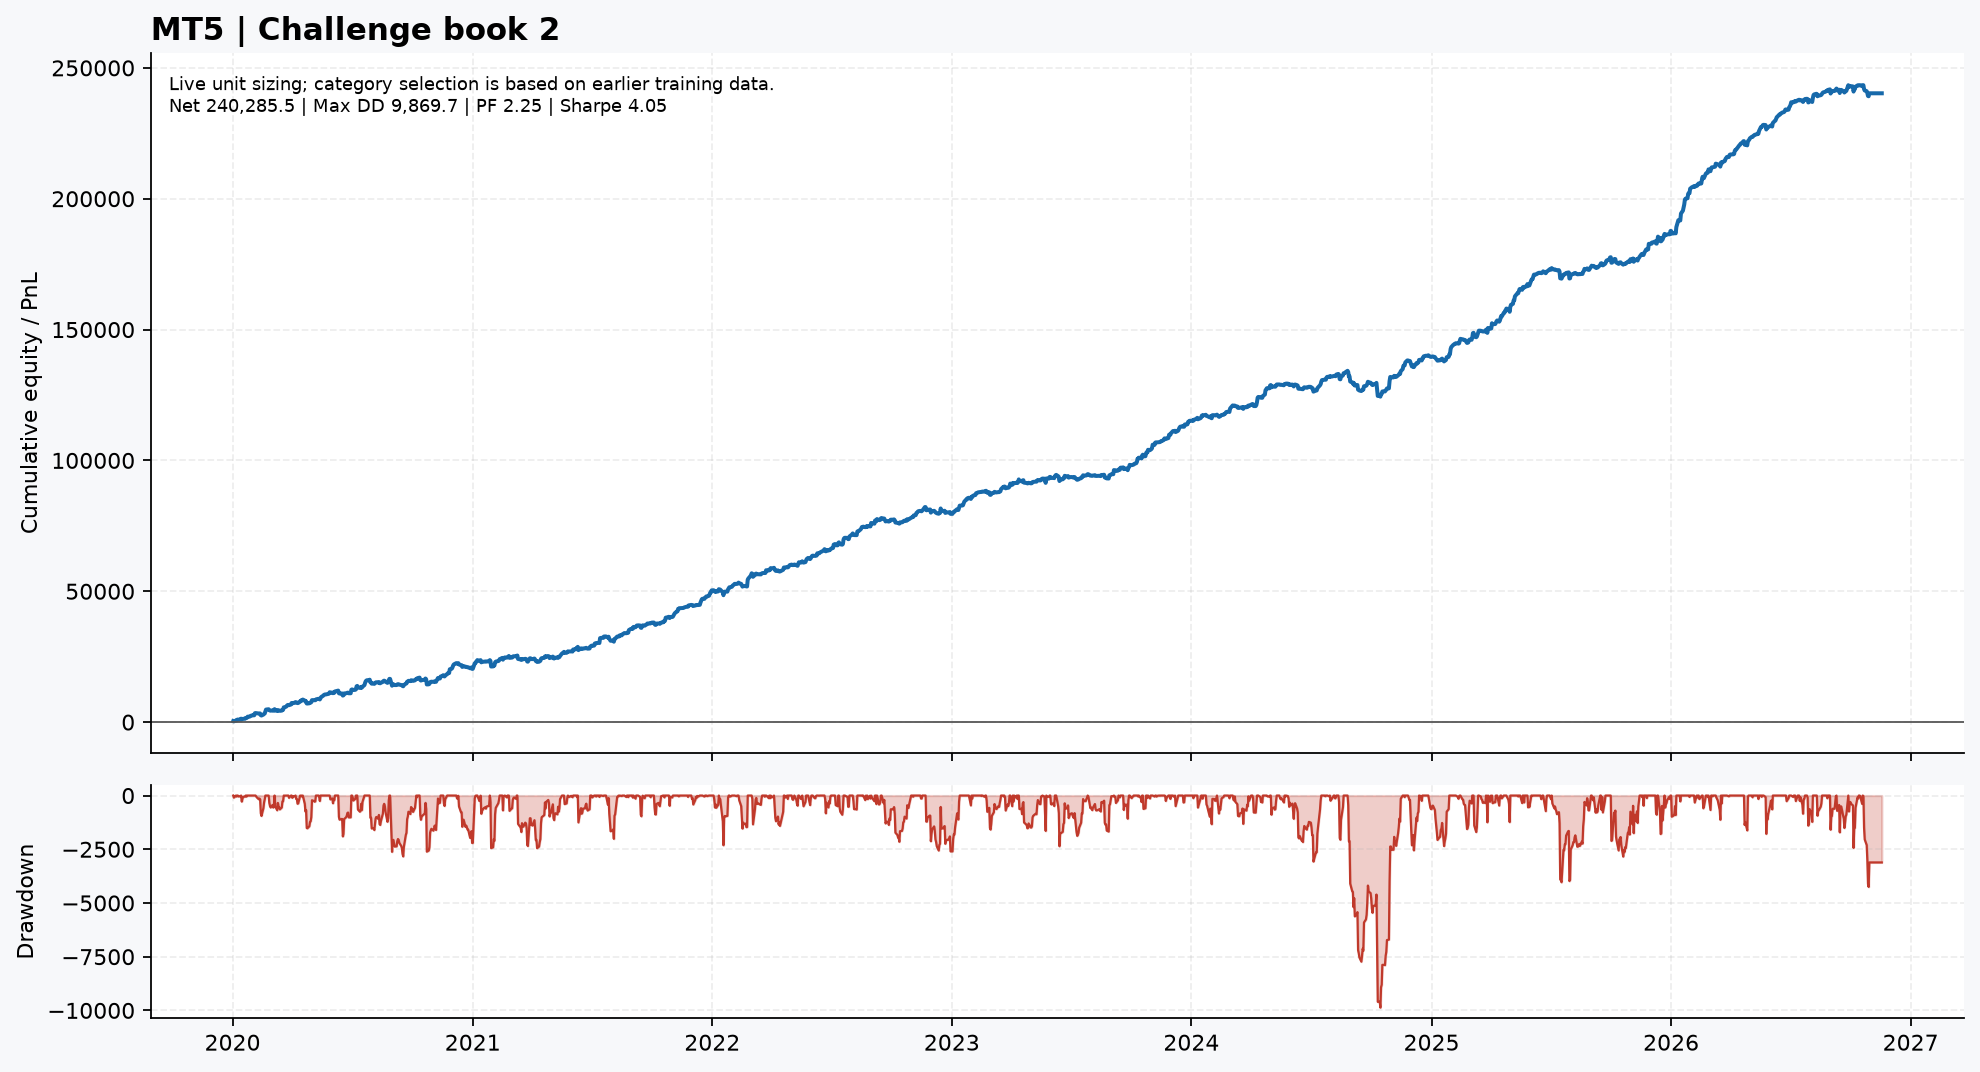 MT5 | Challenge book 2
250000
Live unit sizing; category selection is based on earlier training data.
Net 240,285.5 | Max DD 9,869.7 | PF 2.25 | Sharpe 4.05
200000
150000
100000
50000
0
Cumulative equity / PnL
0
−2500
−5000
−7500
−10000
Drawdown
2020 2021 2022 2023 2024 2025 2026 2027